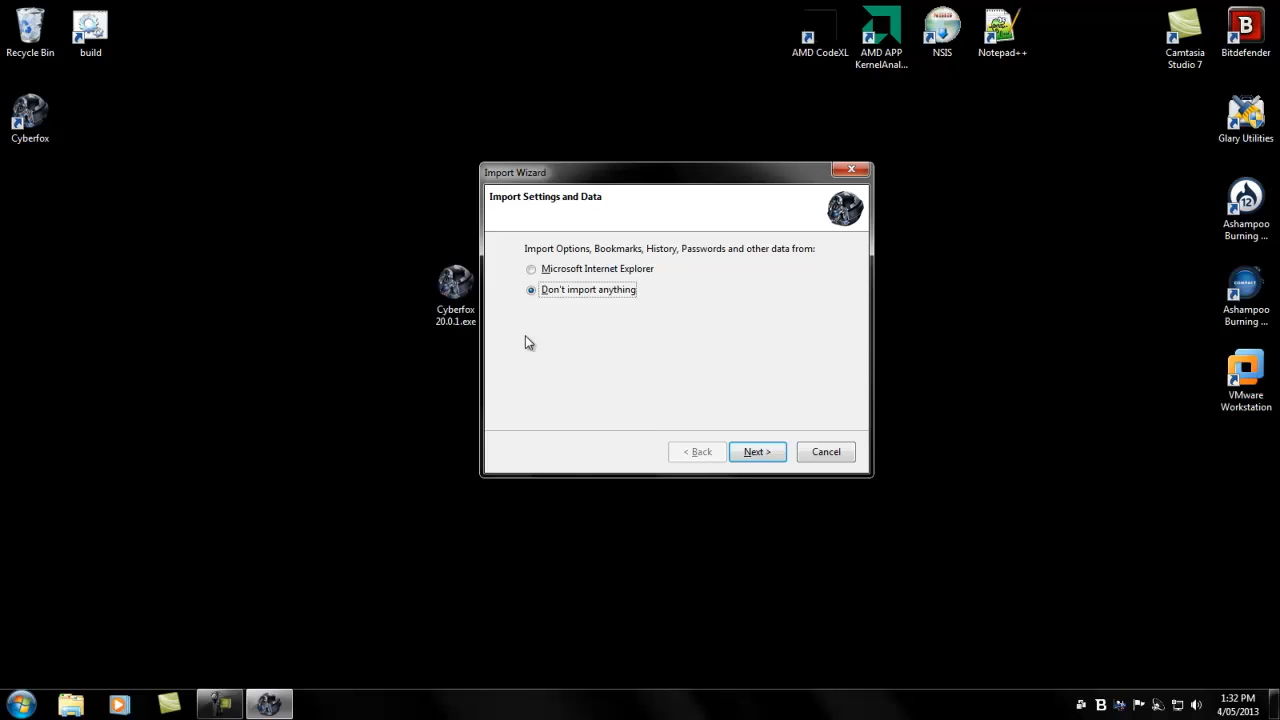 Recycle Bin
build
AMD CodeXL
AMD APP
KernelAnal...
NSIS
Notepad++
Camtasia
Studio 7
Bitdefender
Cyberfox
Glary Utilities
Import Wizard
Import Settings and Data
Import Options, Bookmarks, History, Passwords and other data from:
Microsoft Internet Explorer
Don't import anything
Cyberfox
20.0.1.exe
12
Ashampoo
Burning ...
COMPACT
Ashampoo
Burning ...
VMware
Workstation
< Back
Next >
Cancel
B
1:32 PM
4/05/2013